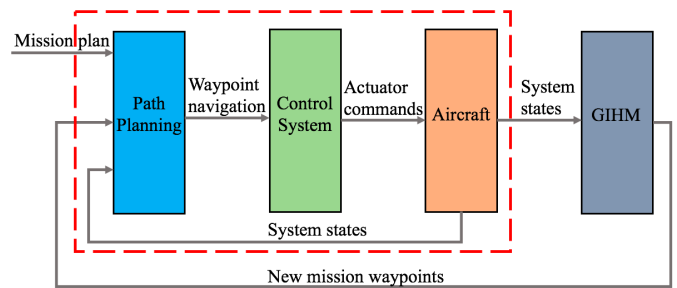 Mission plan
Path
Planning
Waypoint
navigation
Control
System
Actuator
commands
Aircraft
System
states
GIHM
System states
New mission waypoints